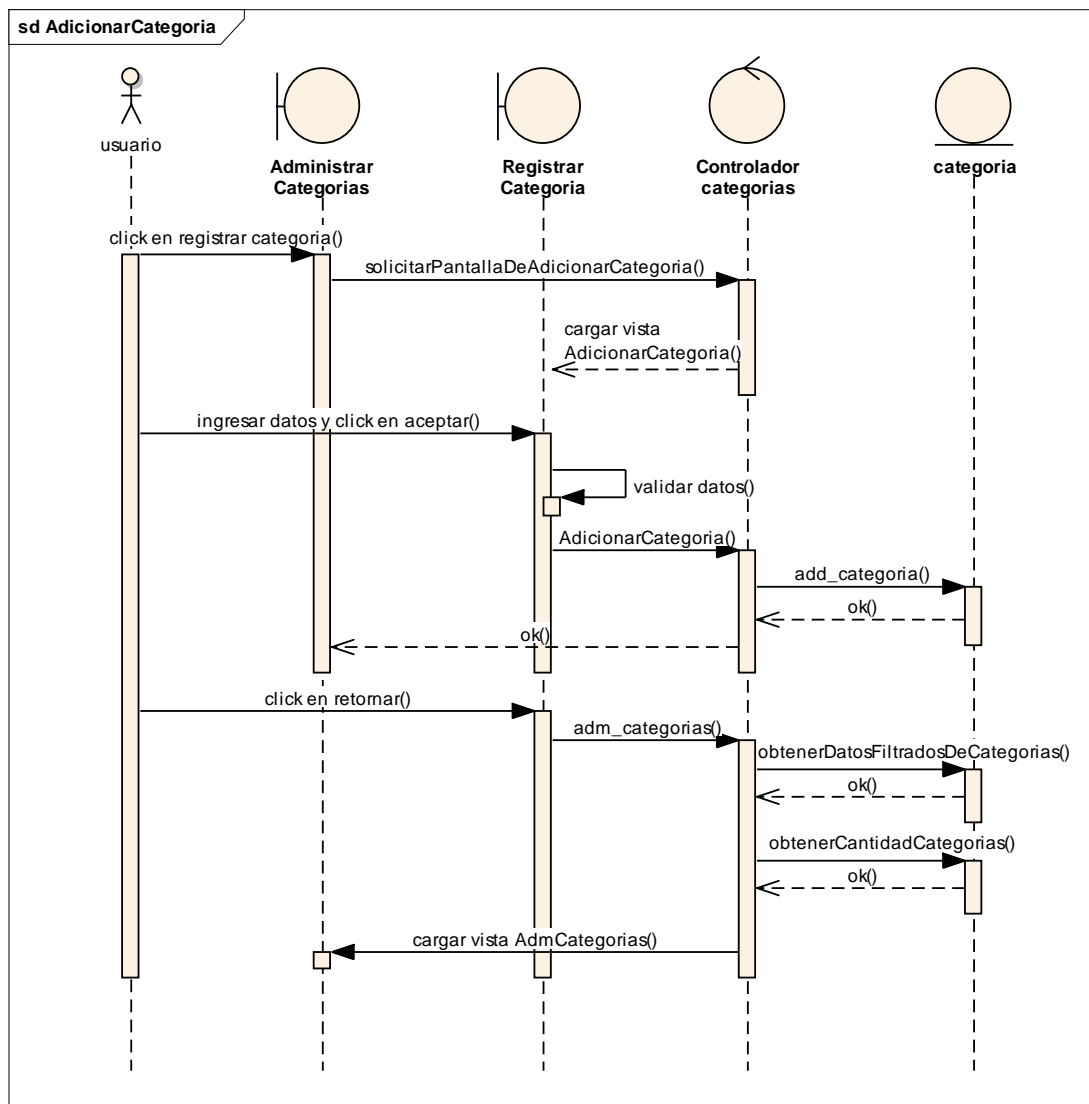 sd AdicionarCategoria
usuario
Administrar
Categorias
Registrar
Categoria
Controlador
categorias
categoria
click en registrar categoria()
solicitarPantallaDeAdicionarCategoria()
cargar vista
AdicionarCategoria()
ingresar datos y click en aceptar()
validar datos()
AdicionarCategoria()
add_categoria()
ok()
ok()
click en retornar()
adm_categorias()
obtenerDatosFiltradosDeCategorias()
ok()
obtenerCantidadCategorias()
ok()
cargar vista AdmCategorias()